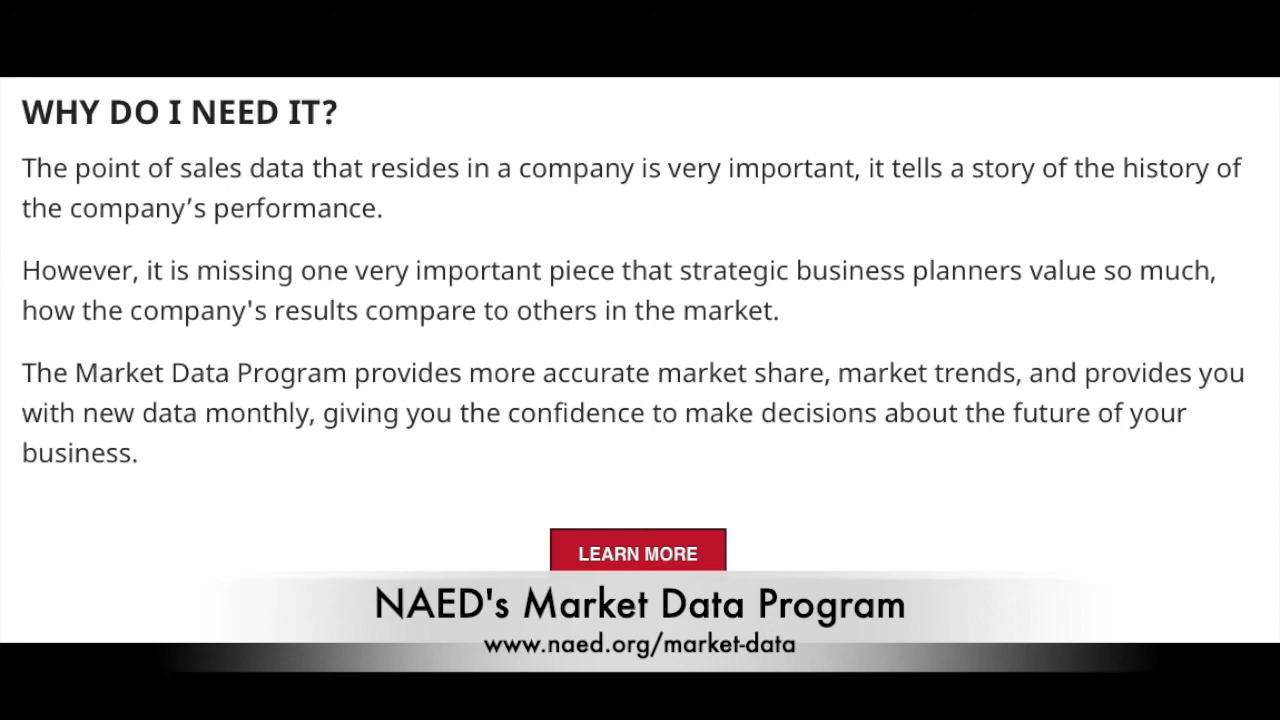 WHY DO I NEED IT?
The point of sales data that resides in a company is very important, it tells a story of the history of
the company’s performance.
However, it is missing one very important piece that strategic business planners value so much,
how the company's results compare to others in the market.
The Market Data Program provides more accurate market share, market trends, and provides you
with new data monthly, giving you the confidence to make decisions about the future of your
business.
LEARN MORE
NAED's Market Data Program
www.naed.org/market-data